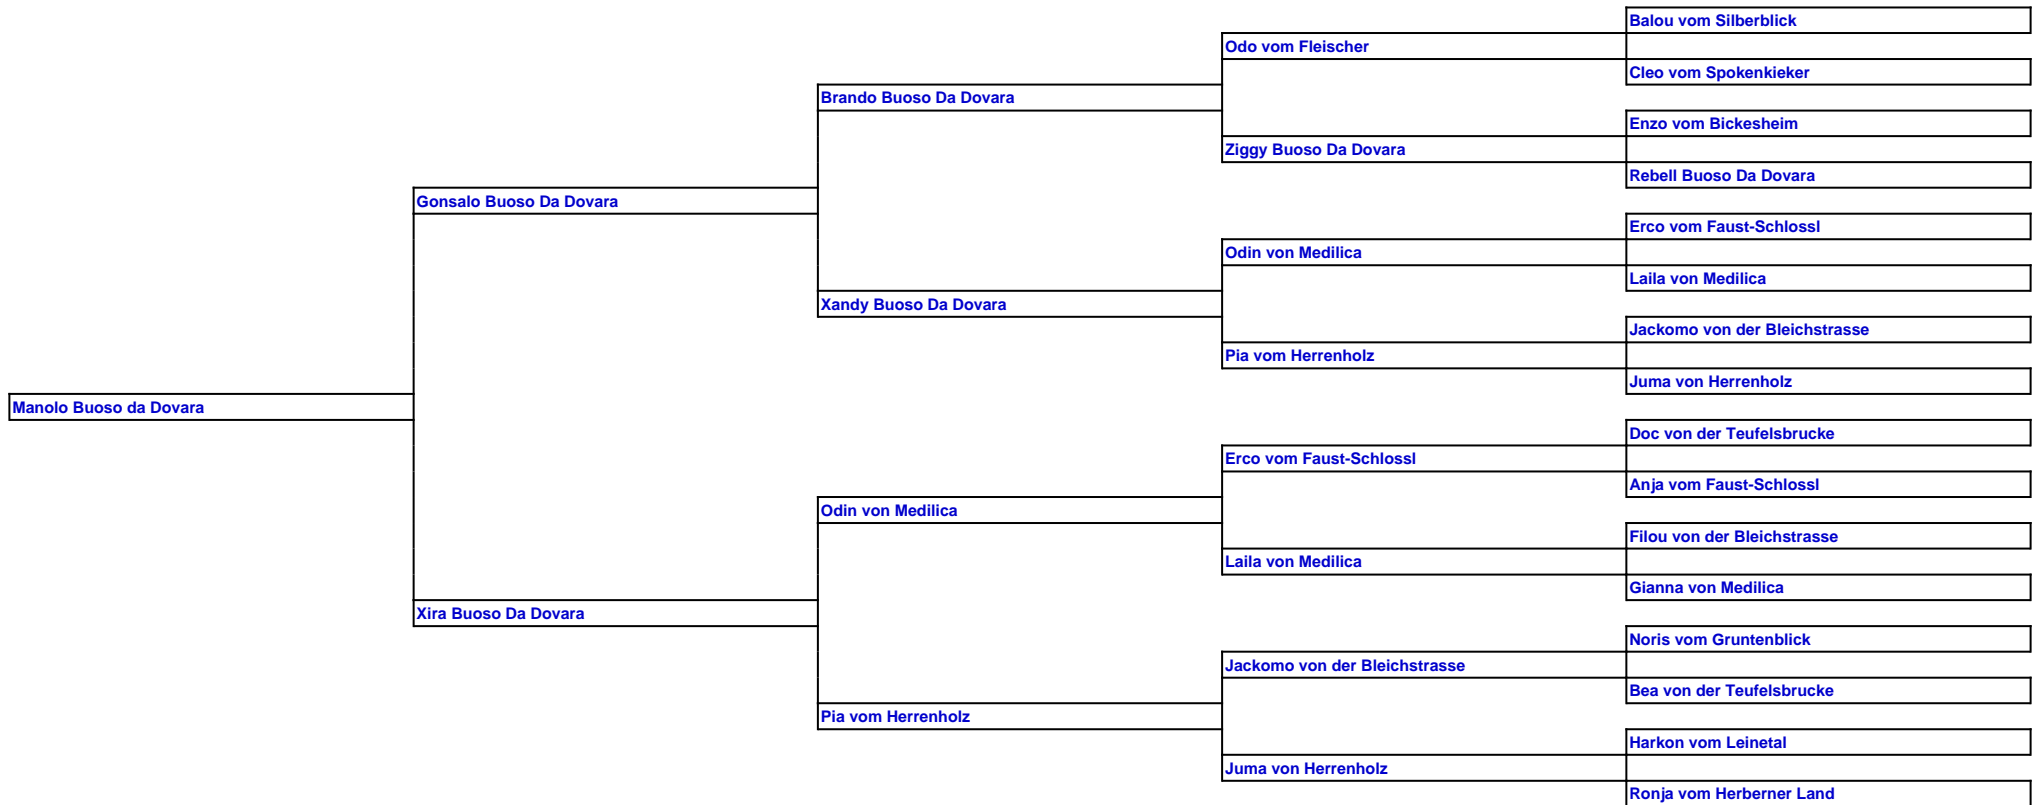 Balou vom Silberblick
Odo vom Fleischer
Cleo vom Spokenkieker
Brando Buoso Da Dovara
Enzo vom Bickesheim
Ziggy Buoso Da Dovara
Rebell Buoso Da Dovara
Gonsalo Buoso Da Dovara
Erco vom Faust-Schlossl
Odin von Medilica
Laila von Medilica
Xandy Buoso Da Dovara
Jackomo von der Bleichstrasse
Pia vom Herrenholz
Juma von Herrenholz
Manolo Buoso da Dovara
Doc von der Teufelsbrucke
Erco vom Faust-Schlossl
Anja vom Faust-Schlossl
Odin von Medilica
Filou von der Bleichstrasse
Laila von Medilica
Gianna von Medilica
Xira Buoso Da Dovara
Noris vom Gruntenblick
Jackomo von der Bleichstrasse
Bea von der Teufelsbrucke
Pia vom Herrenholz
Harkon vom Leinetal
Juma von Herrenholz
Ronja vom Herberner Land